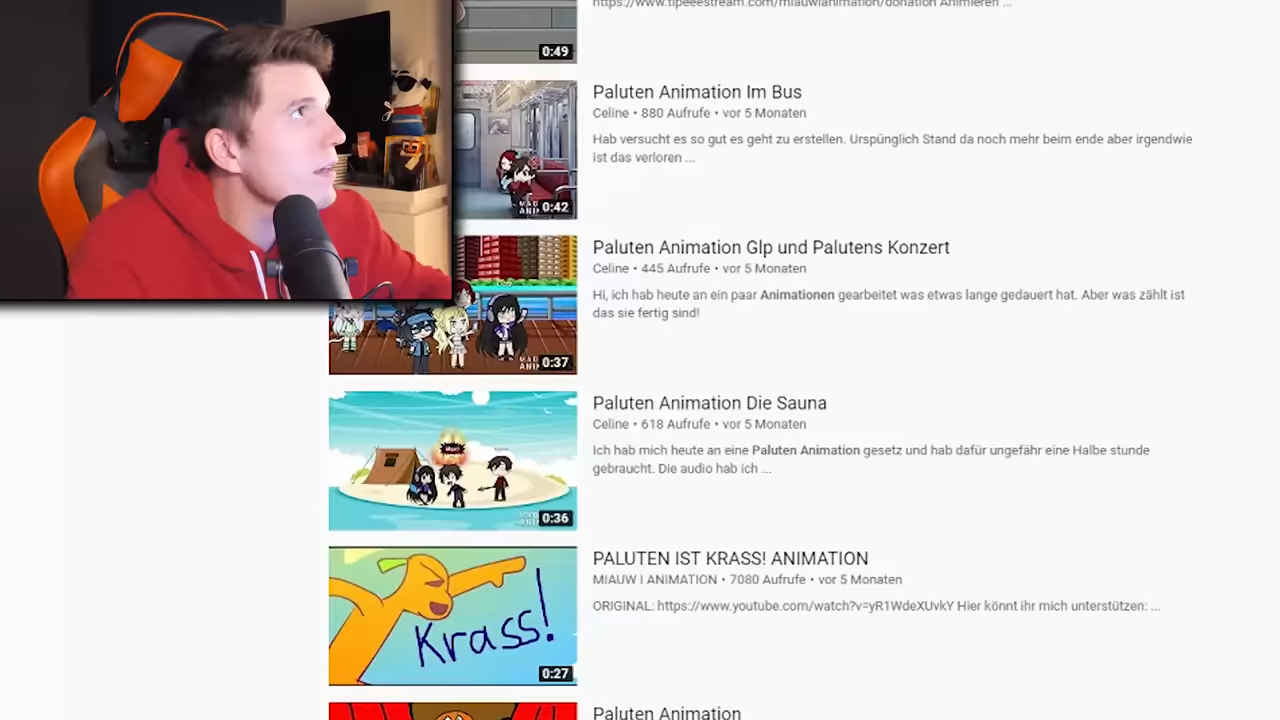 https://www.tipeeestream.com/miauwianimation/donation Animieren ...
0:49
Paluten Animation Im Bus
Celine • 880 Aufrufe • vor 5 Monaten
Hab versucht es so gut es geht zu erstellen. Urspünglich Stand da noch mehr beim ende aber irgendwie
ist das verloren ...
0:42
Paluten Animation Glp und Palutens Konzert
Celine • 445 Aufrufe • vor 5 Monaten
Hi, ich hab heute an ein paar Animationen gearbeitet was etwas lange gedauert hat. Aber was zählt ist
das sie fertig sind!
0:37
Paluten Animation Die Sauna
Celine • 618 Aufrufe • vor 5 Monaten
Ich hab mich heute an eine Paluten Animation gesetz und hab dafür ungefähr eine Halbe stunde
gebraucht. Die audio hab ich ...
0:36
PALUTEN IST KRASS! ANIMATION
MIAUW I ANIMATION • 7080 Aufrufe • vor 5 Monaten
ORIGINAL: https://www.youtube.com/watch?v=yR1WdeXUvkY Hier könnt ihr mich unterstützen: ...
Krass!
0:27
Paluten Animation